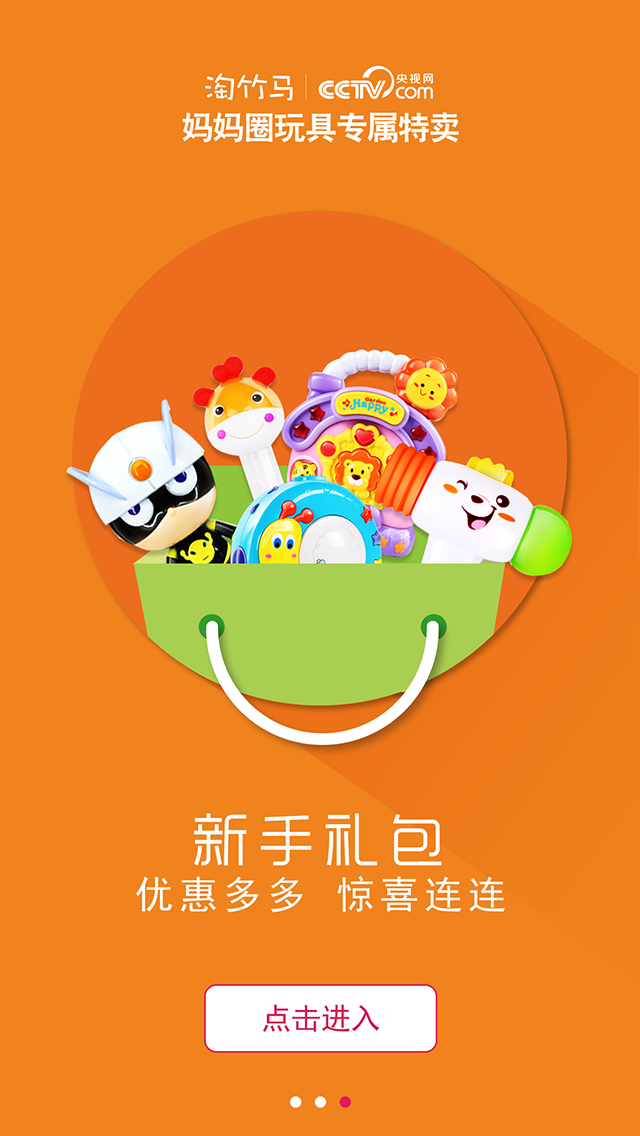 淘竹马 CCTV.com 央视网
妈妈圈玩具专属特卖
Garden
Happy
新手礼包
优惠多多 惊喜连连
点击进入